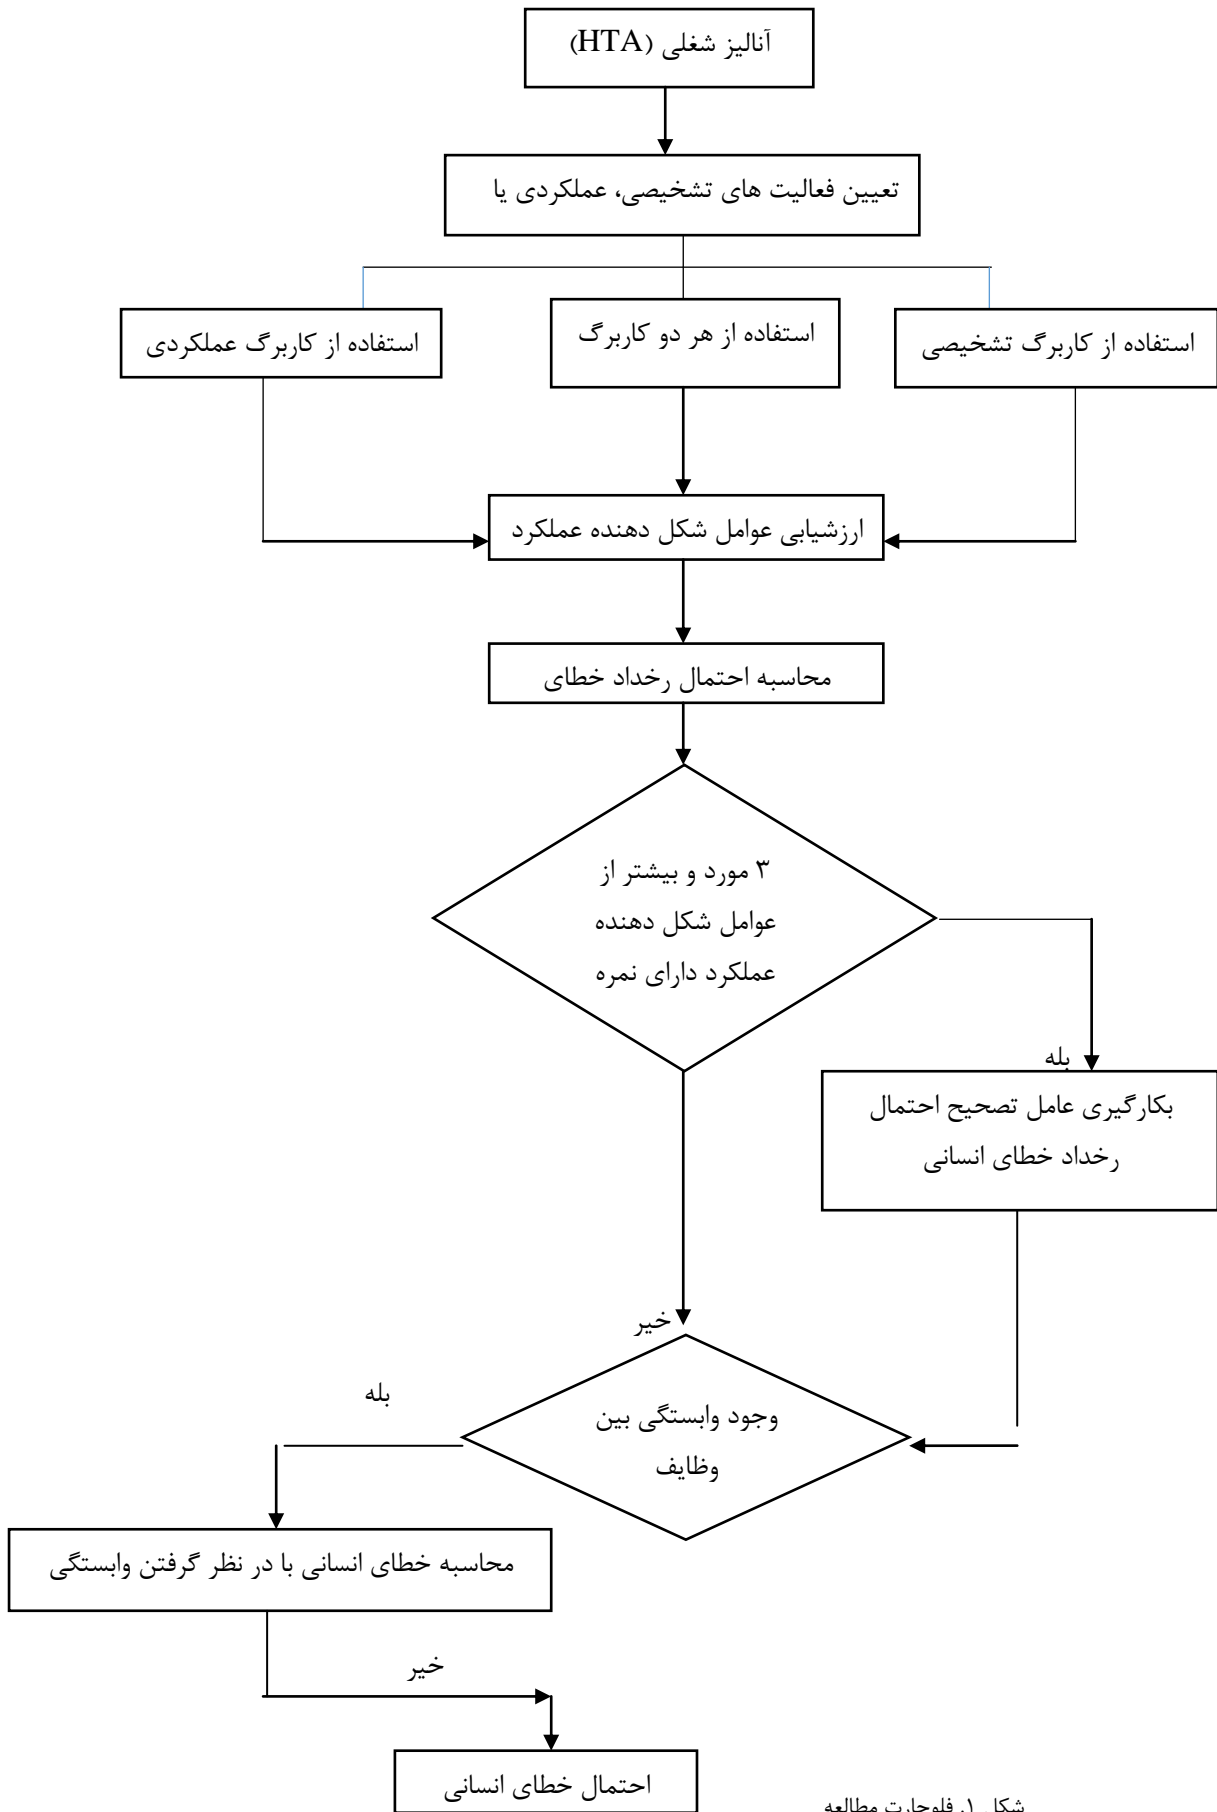 آنالیز شغلی (HTA)
تعیین فعالیت های تشخیصی، عملکردی یا
استفاده از کاربرگ تشخیصی
استفاده از هر دو کاربرگ
استفاده از کاربرگ عملکردی
ارزشیابی عوامل شکل دهنده عملکرد
محاسبه احتمال رخداد خطای
۳ مورد و بیشتر از
عوامل شکل دهنده
عملکرد دارای نمره
بله
بکارگیری عامل تصحیح احتمال
رخداد خطای انسانی
خیر
وجود وابستگی بین
وظایف
بله
محاسبه خطای انسانی با در نظر گرفتن وابستگی
خیر
احتمال خطای انسانی
شکل ۱. فلوچارت مطالعه